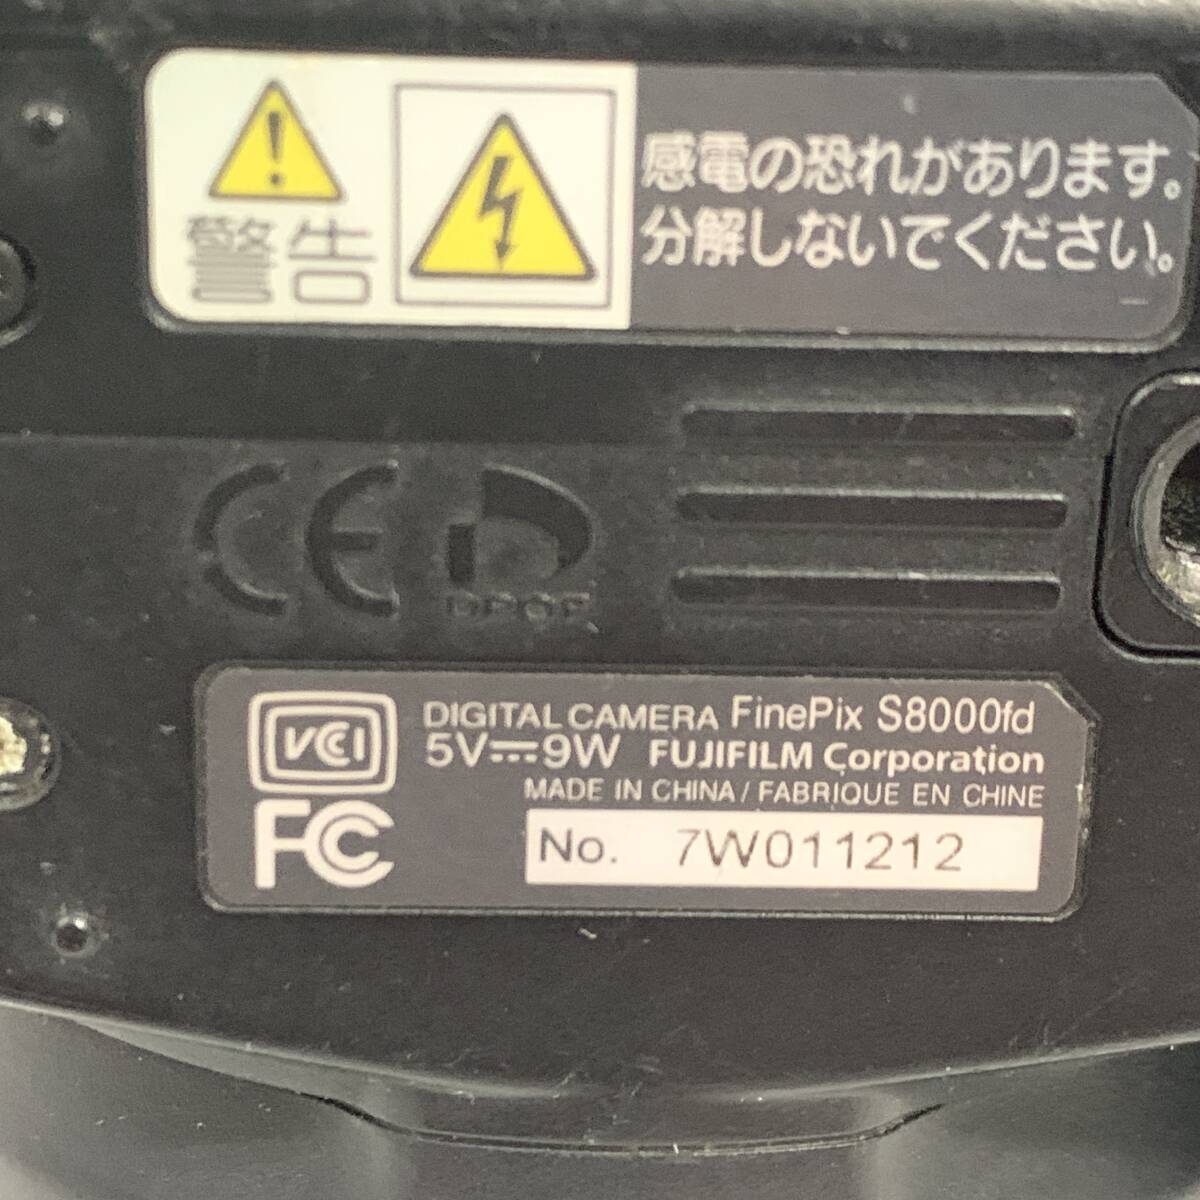 警告
感電の恐れがあります。
分解しないでください。
CE
DPOF
VCCI
FC
DIGITAL CAMERA FinePix S8000fd
5V⎓9W FUJIFILM Corporation
MADE IN CHINA / FABRIQUE EN CHINE
No. 7W011212